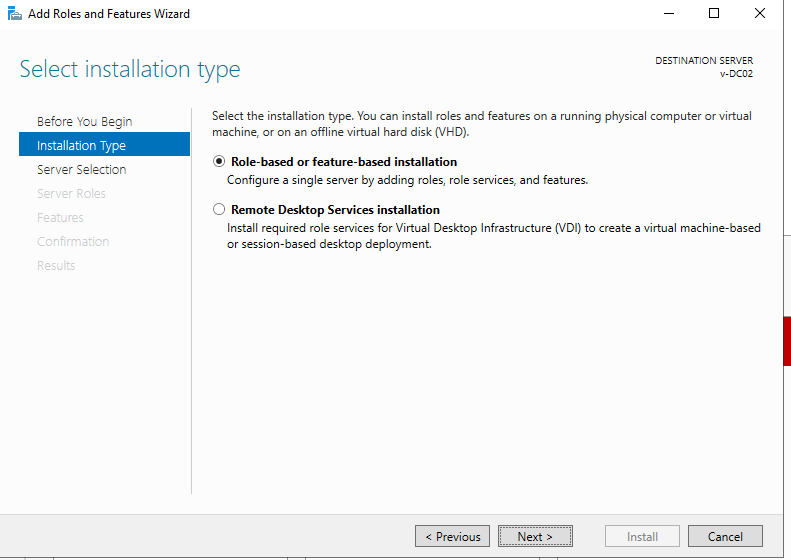 Add Roles and Features Wizard
Select installation type
DESTINATION SERVER
v-DC02
Before You Begin
Installation Type
Server Selection
Server Roles
Features
Confirmation
Results
Select the installation type. You can install roles and features on a running physical computer or virtual
machine, or on an offline virtual hard disk (VHD).
Role-based or feature-based installation
Configure a single server by adding roles, role services, and features.
Remote Desktop Services installation
Install required role services for Virtual Desktop Infrastructure (VDI) to create a virtual machine-based
or session-based desktop deployment.
< Previous
Next >
Install
Cancel